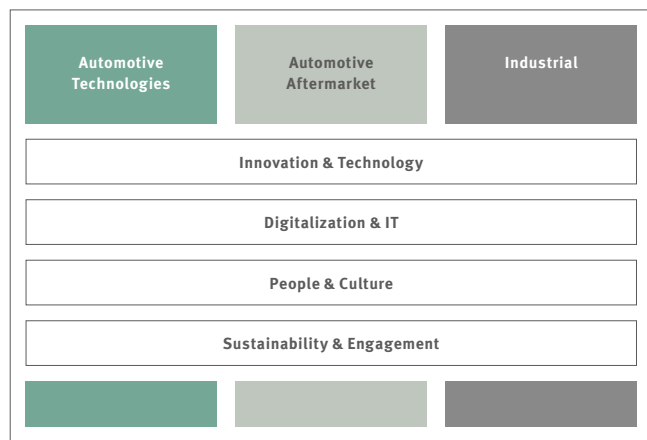 Automotive
Technologies
Automotive
Aftermarket
Industrial
Innovation & Technology
Digitalization & IT
People & Culture
Sustainability & Engagement